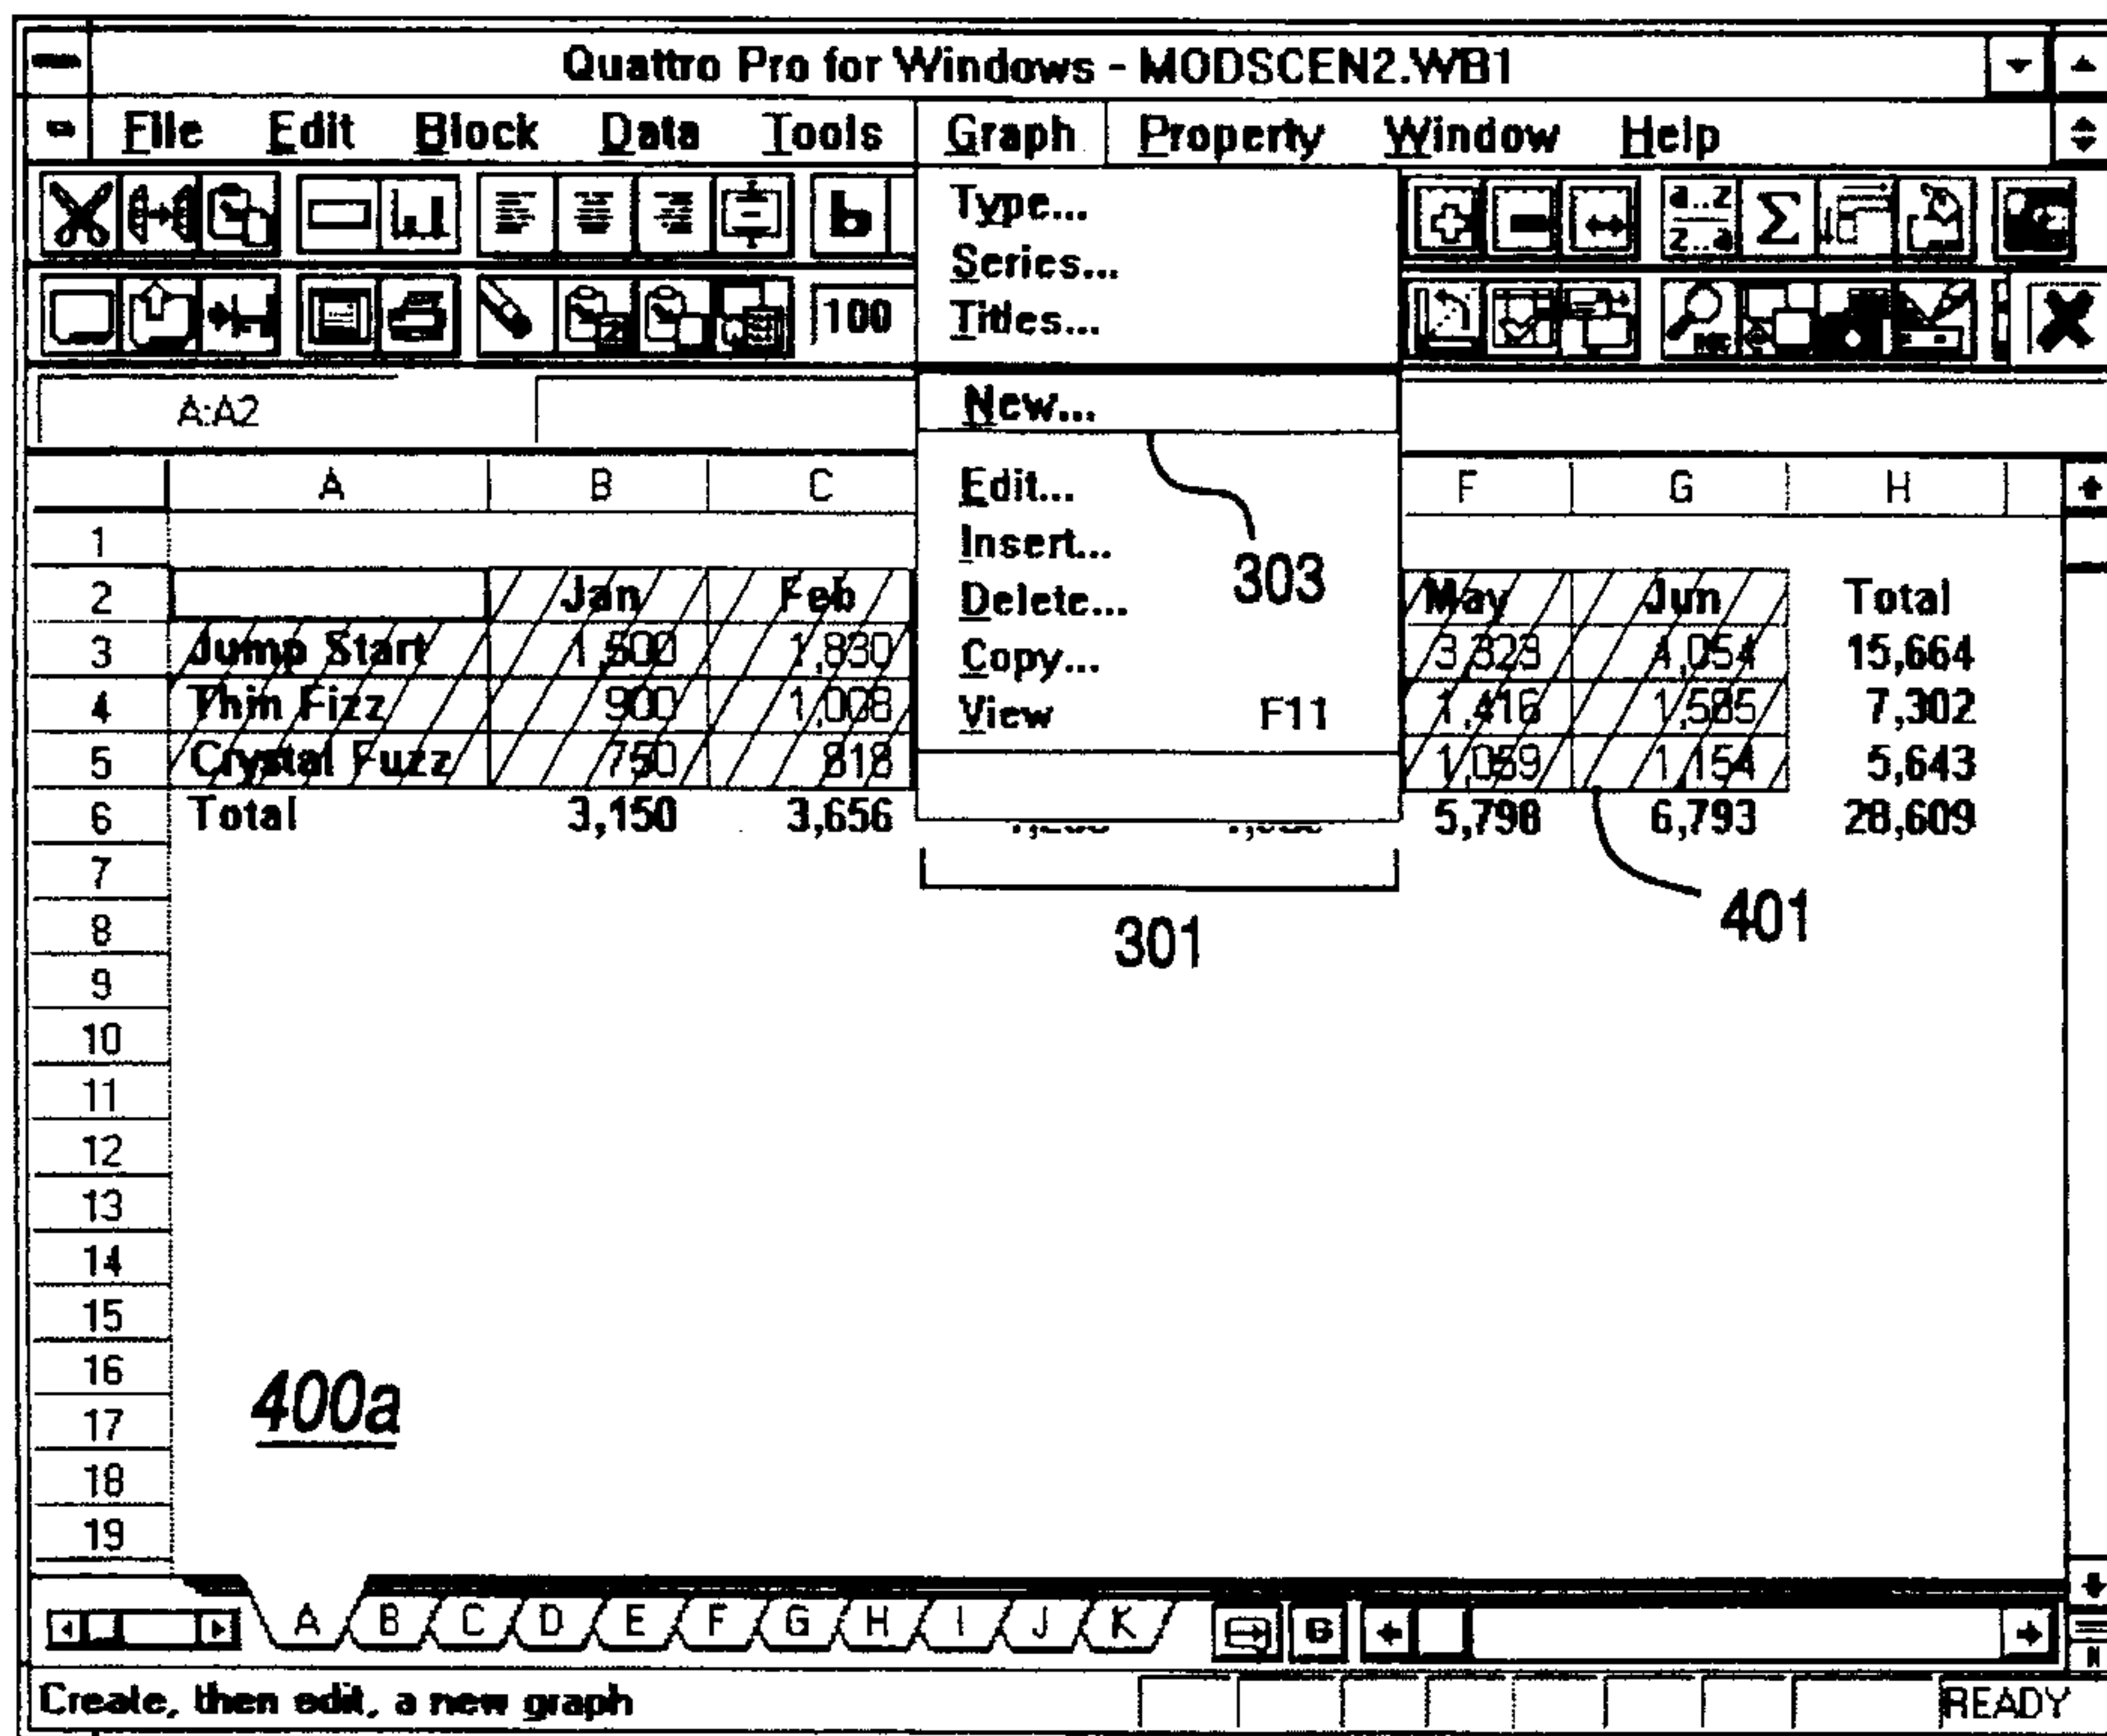 Quattro Pro for Windows - MODSCEN2.WB1
File Edit Block Data Tools Graph Property Window Help
Type...
b a..z z..a Σ
Series...
100 Titles...
A:A2 New...
A B C Edit... F G H
1 Insert... 303
2 Jan Feb Delete... May Jun Total
3 Jump Start 1,500 1,830 Copy... 3,323 4,054 15,664
4 Thin Fizz 900 1,008 View F11 1,416 1,585 7,302
5 Crystal Fuzz 750 818 1,059 1,154 5,643
6 Total 3,150 3,656 5,798 6,793 28,609
7
8 301 401
9
10
11
12
13
14
15
16
17 400a
18
19
A B C D E F G H I J K G
N
Create, then edit, a new graph READY